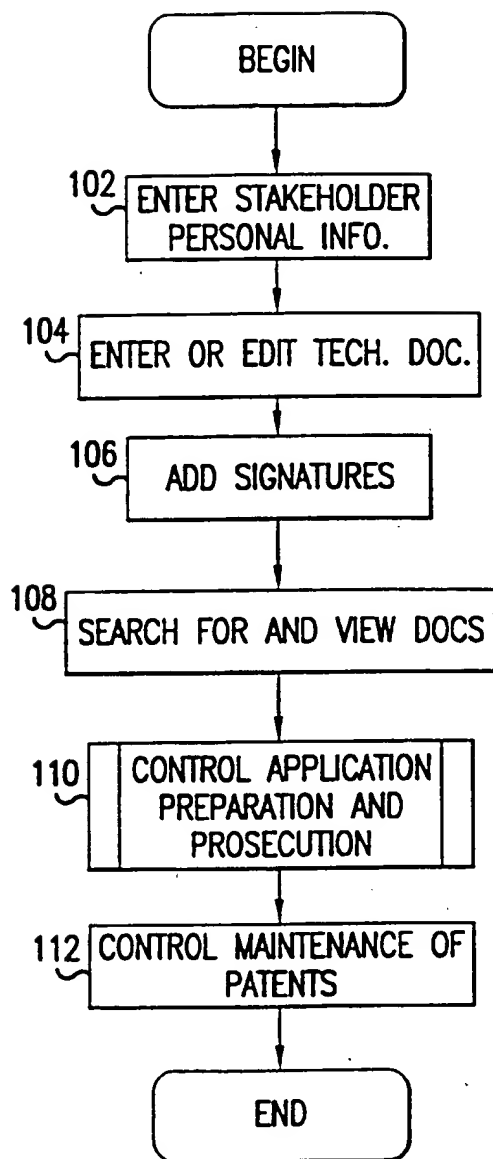 BEGIN
102
ENTER STAKEHOLDER
PERSONAL INFO.
104
ENTER OR EDIT TECH. DOC.
106
ADD SIGNATURES
108
SEARCH FOR AND VIEW DOCS
110
CONTROL APPLICATION
PREPARATION AND
PROSECUTION
112
CONTROL MAINTENANCE OF
PATENTS
END